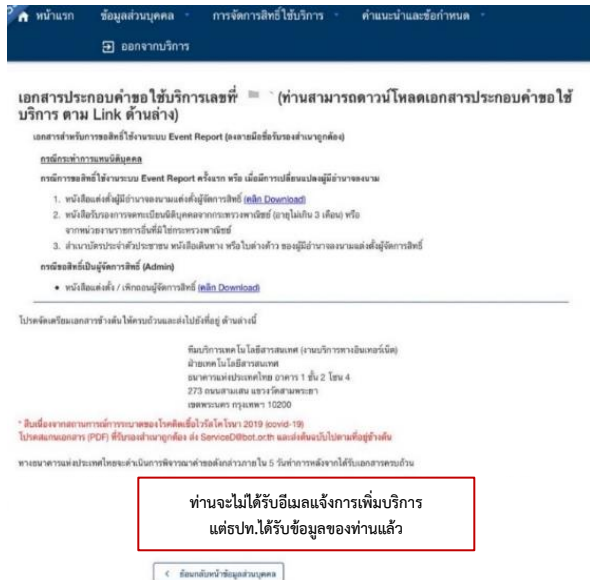 หน้าแรก ข้อมูลส่วนบุคคล การจัดการสิทธิ์ใช้บริการ คำแนะนำและข้อกำหนด
ออกจากบริการ
เอกสารประกอบคำขอใช้บริการเลขที่ (ท่านสามารถดาวน์โหลดเอกสารประกอบคำขอใช้
บริการ ตาม Link ด้านล่าง)
เอกสารสำหรับการขอสิทธิ์ใช้งานระบบ Event Report (ลงลายมือชื่อรับรองสำเนาถูกต้อง)
กรณีกระทำการแทนนิติบุคคล
กรณีการขอสิทธิ์ใช้งานระบบ Event Report ครั้งแรก หรือ เมื่อมีการเปลี่ยนแปลงผู้มีอำนาจลงนาม
1. หนังสือแต่งตั้งผู้มีอำนาจลงนามแต่งตั้งผู้จัดการสิทธิ์ (คลิก Download)
2. หนังสือรับรองการจดทะเบียนนิติบุคคลจากกระทรวงพาณิชย์ (อายุไม่เกิน 3 เดือน) หรือ
จากหน่วยงานราชการอื่นที่มิใช่กระทรวงพาณิชย์
3. สำเนาบัตรประจำตัวประชาชน หนังสือเดินทาง หรือใบต่างด้าว ของผู้มีอำนาจลงนามแต่งตั้งผู้จัดการสิทธิ์
กรณีขอสิทธิ์เป็นผู้จัดการสิทธิ์ (Admin)
• หนังสือแต่งตั้ง / เพิกถอนผู้จัดการสิทธิ์ (คลิก Download)
โปรดจัดเตรียมเอกสารข้างต้นให้ครบถ้วนและส่งไปยังที่อยู่ ด้านล่างนี้
ทีมบริการเทคโนโลยีสารสนเทศ (งานบริการทางอินเทอร์เน็ต)
ฝ่ายเทคโนโลยีสารสนเทศ
ธนาคารแห่งประเทศไทย อาคาร 1 ชั้น 2 โซน 4
273 ถนนสามเสน แขวงวัดสามพระยา
เขตพระนคร กรุงเทพฯ 10200
* สืบเนื่องจากสถานการณ์การระบาดของโรคติดเชื้อไวรัสโคโรนา 2019 (covid-19)
โปรดสแกนเอกสาร (PDF) ที่รับรองสำเนาถูกต้อง ส่ง ServiceD@bot.or.th และส่งต้นฉบับไปตามที่อยู่ข้างต้น
ทางธนาคารแห่งประเทศไทยจะดำเนินการพิจารณาคำขอดังกล่าวภายใน 5 วันทำการหลังจากได้รับเอกสารครบถ้วน
ท่านจะไม่ได้รับอีเมลแจ้งการเพิ่มบริการ
แต่ธปท.ได้รับข้อมูลของท่านแล้ว
ย้อนกลับหน้าข้อมูลส่วนบุคคล